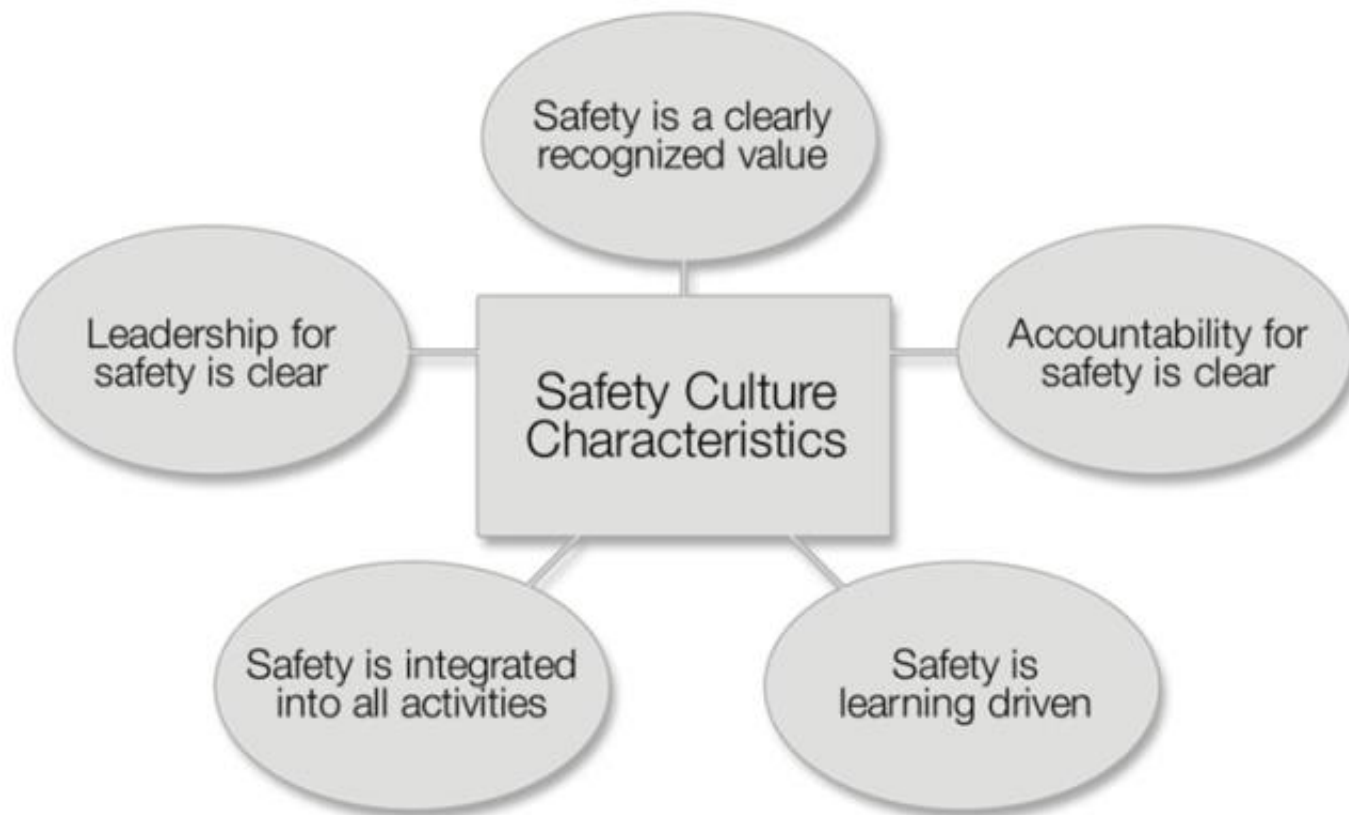 Safety is a clearly
recognized value
Leadership for
safety is clear
Accountability for
safety is clear
Safety Culture
Characteristics
Safety is integrated
into all activities
Safety is
learning driven